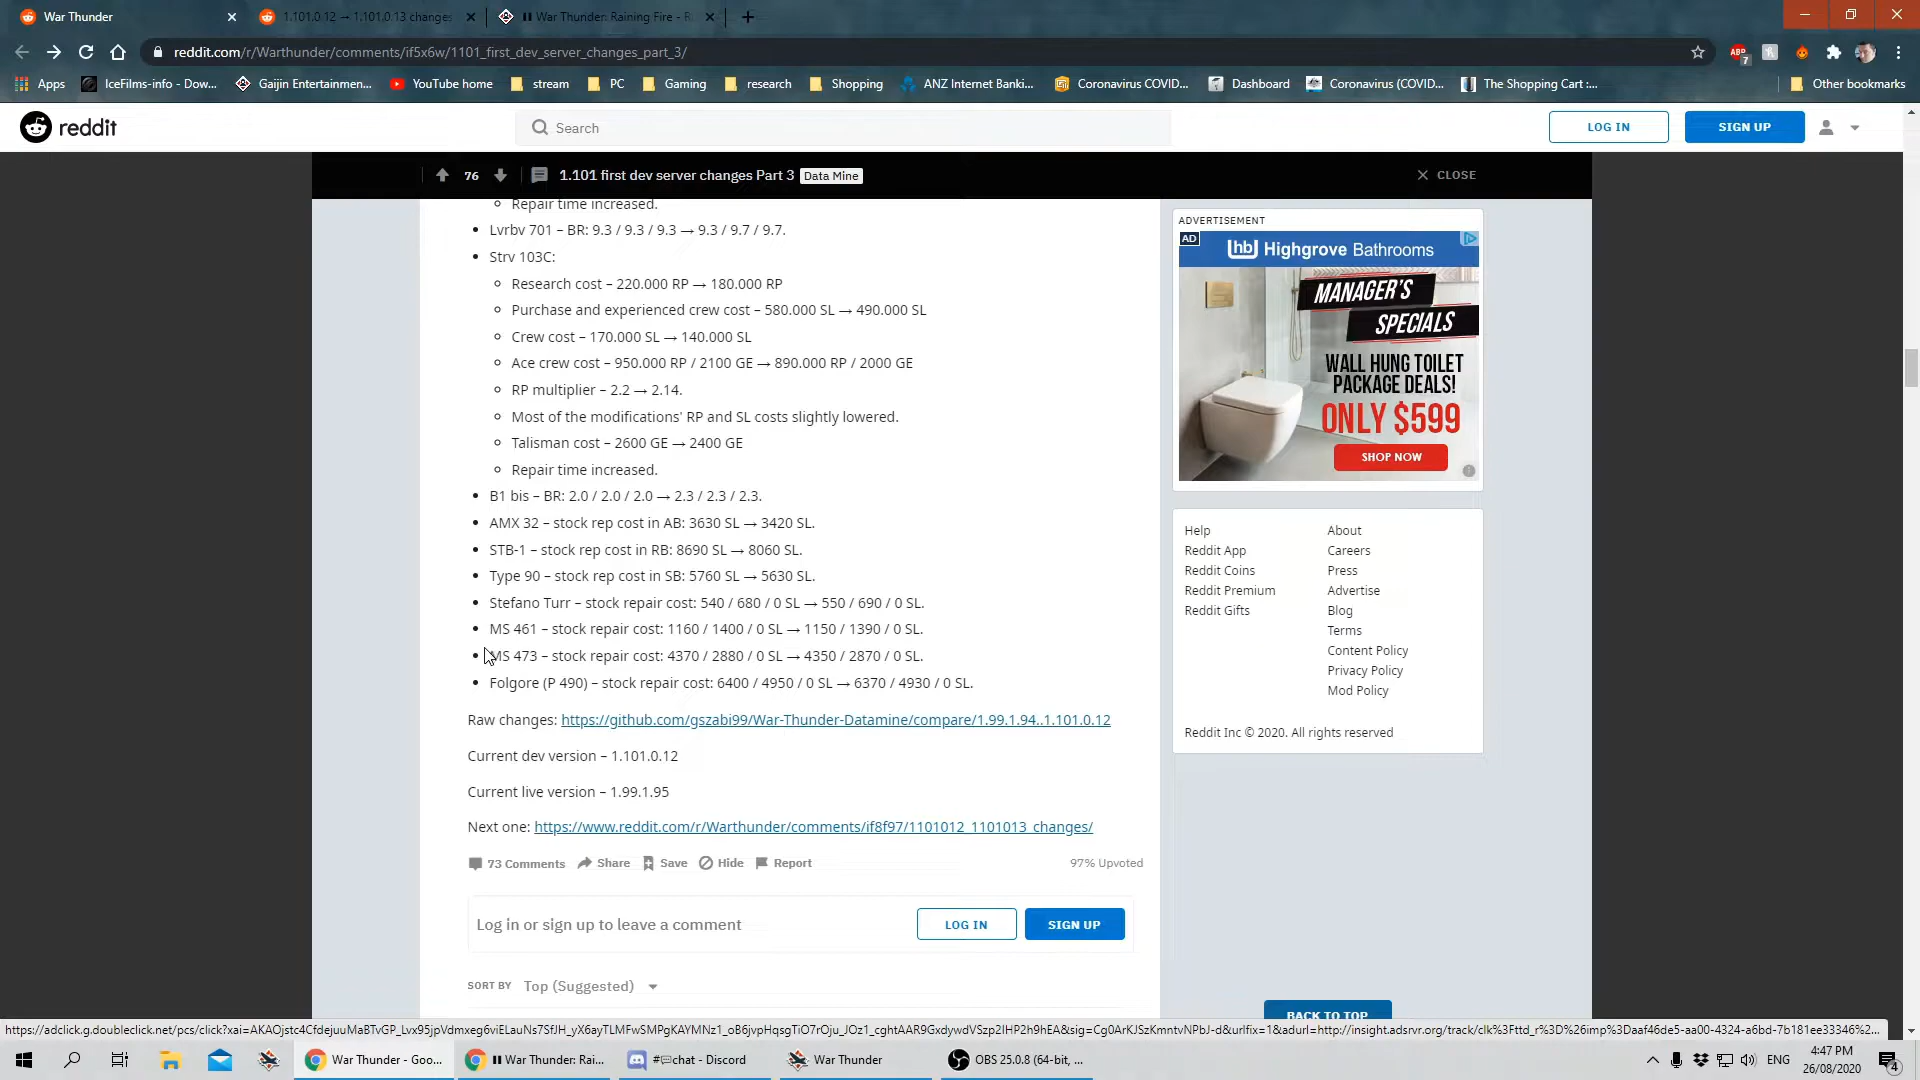 War Thunder
1.101.0.12 → 1.101.0.13 changes
War Thunder: Raining Fire - R
reddit.com/r/Warthunder/comments/if5x6w/1101_first_dev_server_changes_part_3/
ABP
7
Apps
IceFilms-info - Dow...
Gaijin Entertainmen...
YouTube home
stream
PC
Gaming
research
Shopping
ANZ Internet Banki...
Coronavirus COVID...
Dashboard
Coronavirus (COVID...
The Shopping Cart :...
Other bookmarks
reddit
Search
LOG IN
SIGN UP
76
1.101 first dev server changes Part 3
Data Mine
CLOSE
Repair time increased.
Lvrbv 701 – BR: 9.3 / 9.3 / 9.3 → 9.3 / 9.7 / 9.7.
Strv 103C:
Research cost – 220.000 RP → 180.000 RP
Purchase and experienced crew cost – 580.000 SL → 490.000 SL
Crew cost – 170.000 SL → 140.000 SL
Ace crew cost – 950.000 RP / 2100 GE → 890.000 RP / 2000 GE
RP multiplier – 2.2 → 2.14.
Most of the modifications' RP and SL costs slightly lowered.
Talisman cost – 2600 GE → 2400 GE
Repair time increased.
B1 bis – BR: 2.0 / 2.0 / 2.0 → 2.3 / 2.3 / 2.3.
AMX 32 – stock rep cost in AB: 3630 SL → 3420 SL.
STB-1 – stock rep cost in RB: 8690 SL → 8060 SL.
Type 90 – stock rep cost in SB: 5760 SL → 5630 SL.
Stefano Turr – stock repair cost: 540 / 680 / 0 SL → 550 / 690 / 0 SL.
MS 461 – stock repair cost: 1160 / 1400 / 0 SL → 1150 / 1390 / 0 SL.
MS 473 – stock repair cost: 4370 / 2880 / 0 SL → 4350 / 2870 / 0 SL.
Folgore (P 490) – stock repair cost: 6400 / 4950 / 0 SL → 6370 / 4930 / 0 SL.
Raw changes: https://github.com/gszabi99/War-Thunder-Datamine/compare/1.99.1.94..1.101.0.12
Current dev version – 1.101.0.12
Current live version – 1.99.1.95
Next one: https://www.reddit.com/r/Warthunder/comments/if8f97/1101012_1101013_changes/
73 Comments
Share
Save
Hide
Report
97% Upvoted
Log in or sign up to leave a comment
LOG IN
SIGN UP
SORT BY
Top (Suggested)
ADVERTISEMENT
AD
hb Highgrove Bathrooms
MANAGER'S
SPECIALS
WALL HUNG TOILET
PACKAGE DEALS!
ONLY $599
SHOP NOW
Help
About
Reddit App
Careers
Reddit Coins
Press
Reddit Premium
Advertise
Reddit Gifts
Blog
Terms
Content Policy
Privacy Policy
Mod Policy
Reddit Inc © 2020. All rights reserved
BACK TO TOP
War Thunder - Goo...
War Thunder: Rai...
#chat - Discord
War Thunder
OBS 25.0.8 (64-bit, ...
ENG
4:47 PM
26/08/2020
4